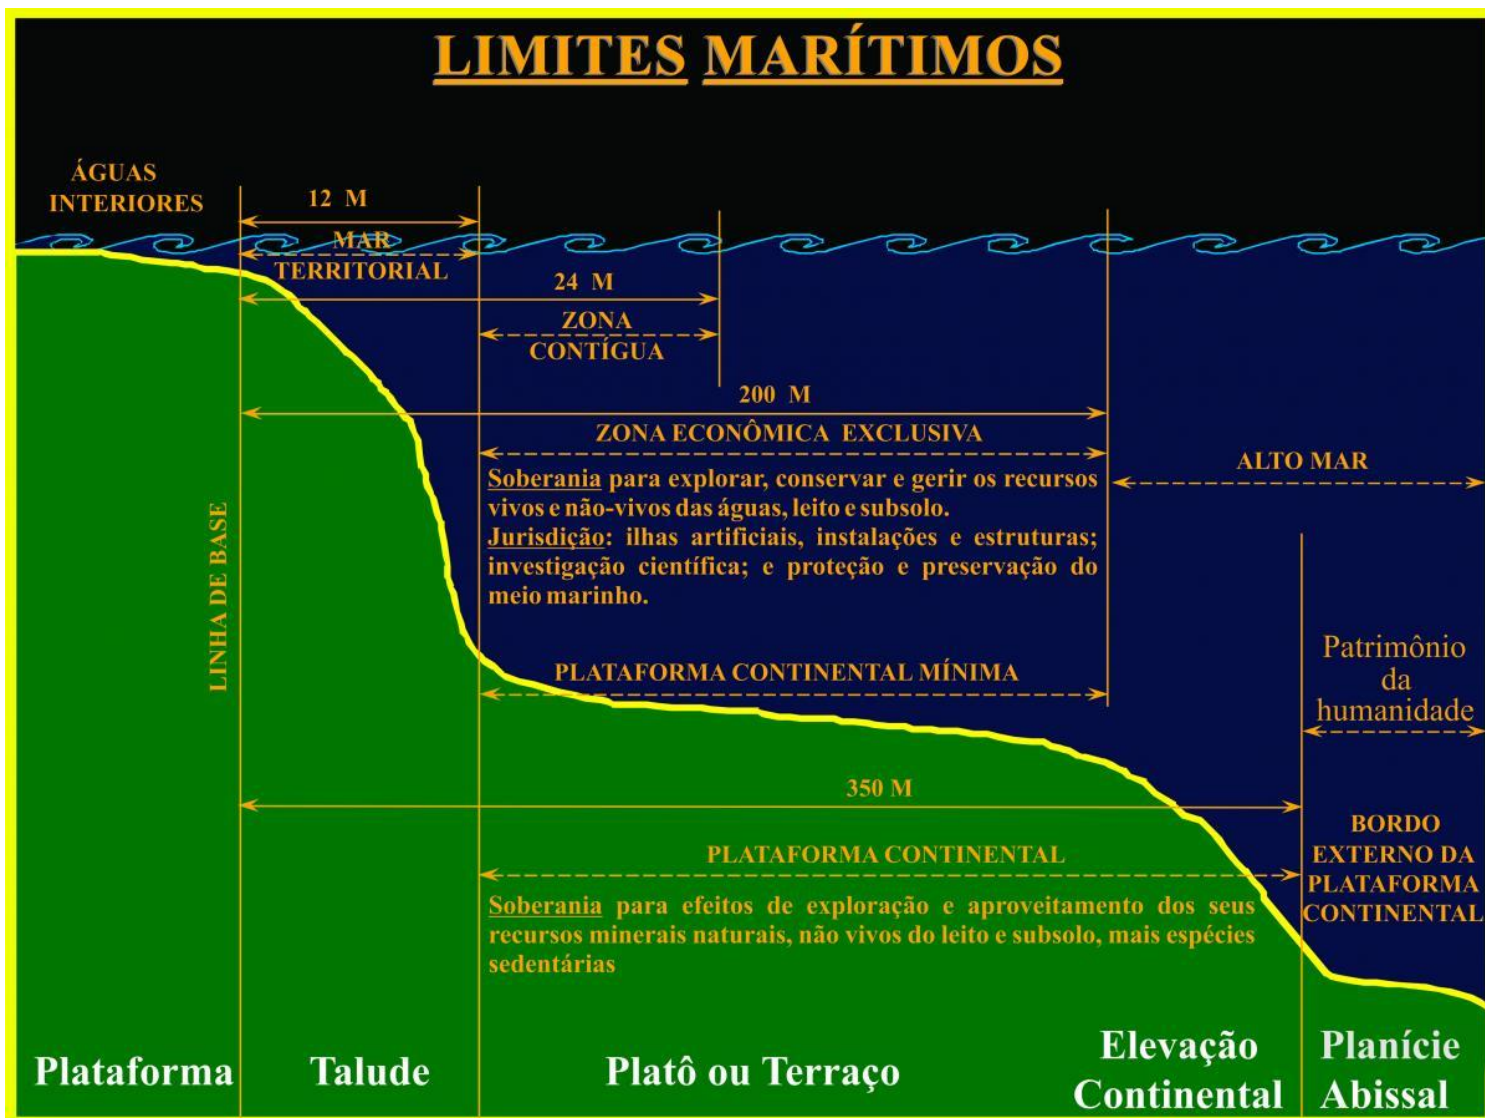 LIMITES MARÍTIMOS
ÁGUAS
INTERIORES
12 M
MAR
TERRITORIAL
24 M
ZONA
CONTÍGUA
200 M
ZONA ECONÔMICA EXCLUSIVA
Soberania para explorar, conservar e gerir os recursos
vivos e não-vivos das águas, leito e subsolo.
Jurisdição: ilhas artificiais, instalações e estruturas;
investigação científica; e proteção e preservação do
meio marinho.
ALTO MAR
LINHA DE BASE
PLATAFORMA CONTINENTAL MÍNIMA
Patrimônio
da
humanidade
350 M
PLATAFORMA CONTINENTAL
Soberania para efeitos de exploração e aproveitamento dos seus
recursos minerais naturais, não vivos do leito e subsolo, mais espécies
sedentárias
BORDO
EXTERNO DA
PLATAFORMA
CONTINENTAL
Plataforma
Talude
Platô ou Terraço
Elevação
Continental
Planície
Abissal